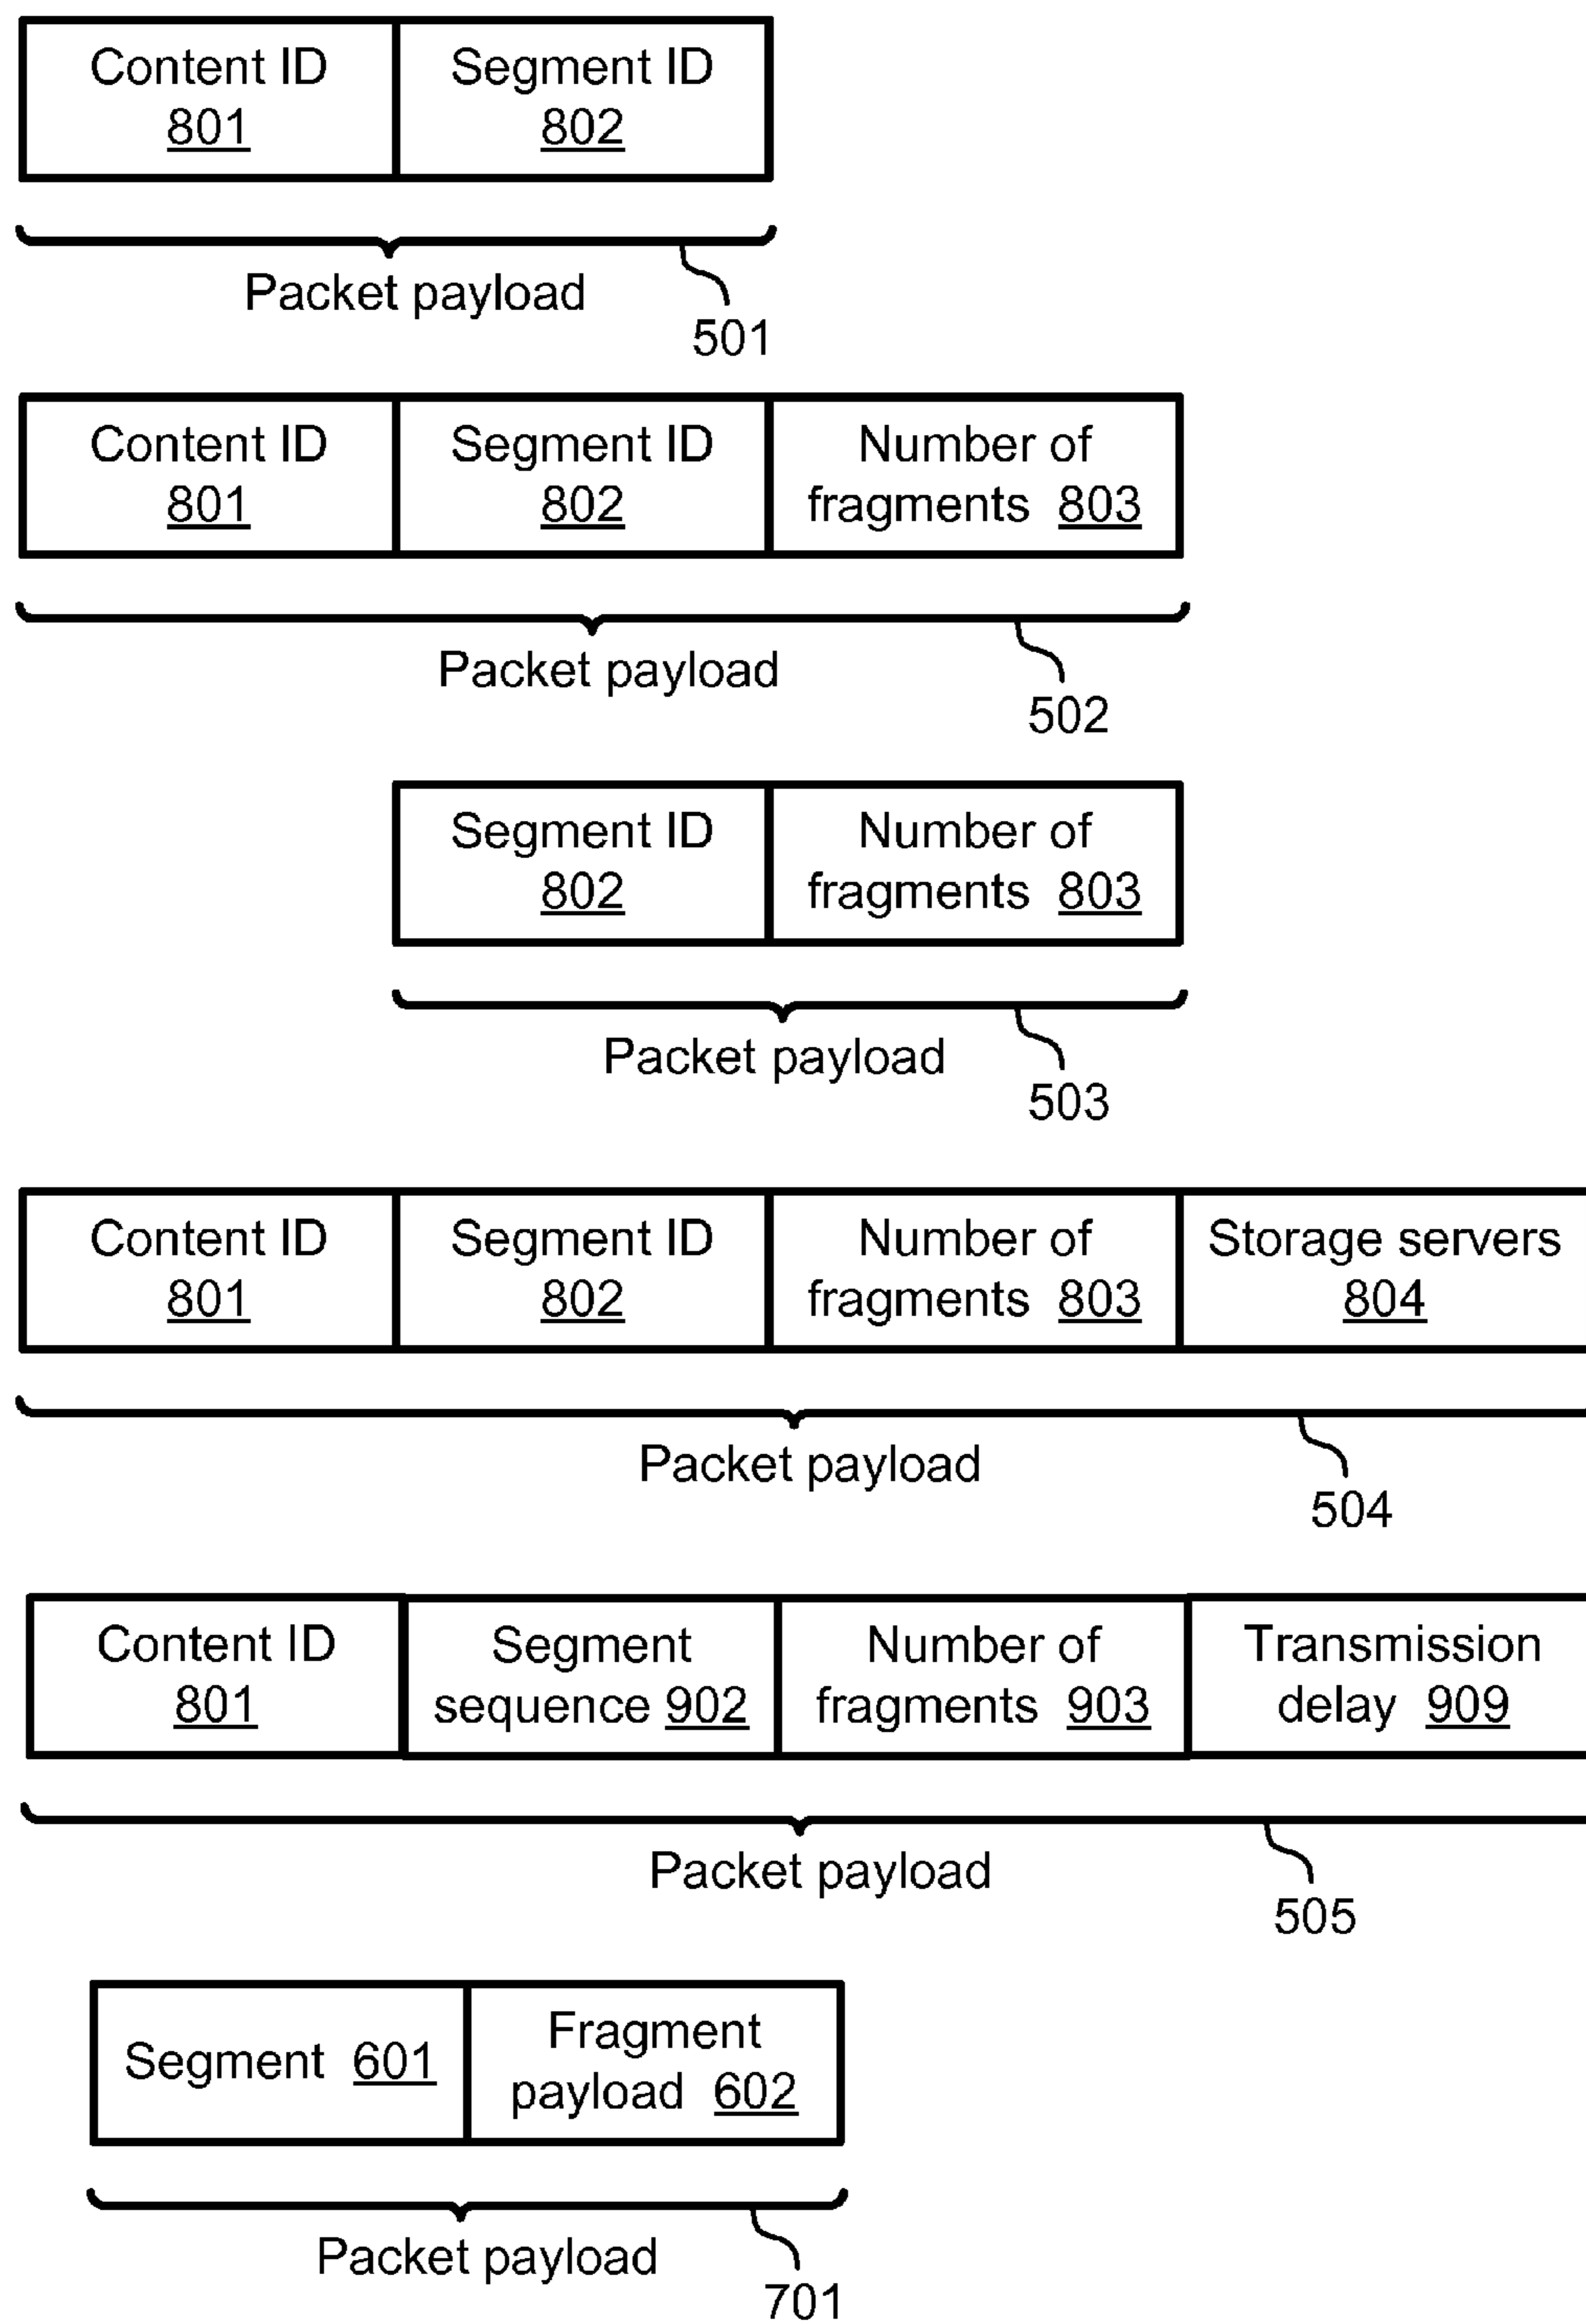 Content ID Segment ID
801 802
Packet payload
501
Content ID Segment ID Number of
801 802 fragments 803
Packet payload
502
Segment ID Number of
802 fragments 803
Packet payload
503
Content ID Segment ID Number of Storage servers
801 802 fragments 803 804
Packet payload
504
Content ID Segment Number of Transmission
801 sequence 902 fragments 903 delay 909
Packet payload
505
Segment 601 Fragment
payload 602
Packet payload
701